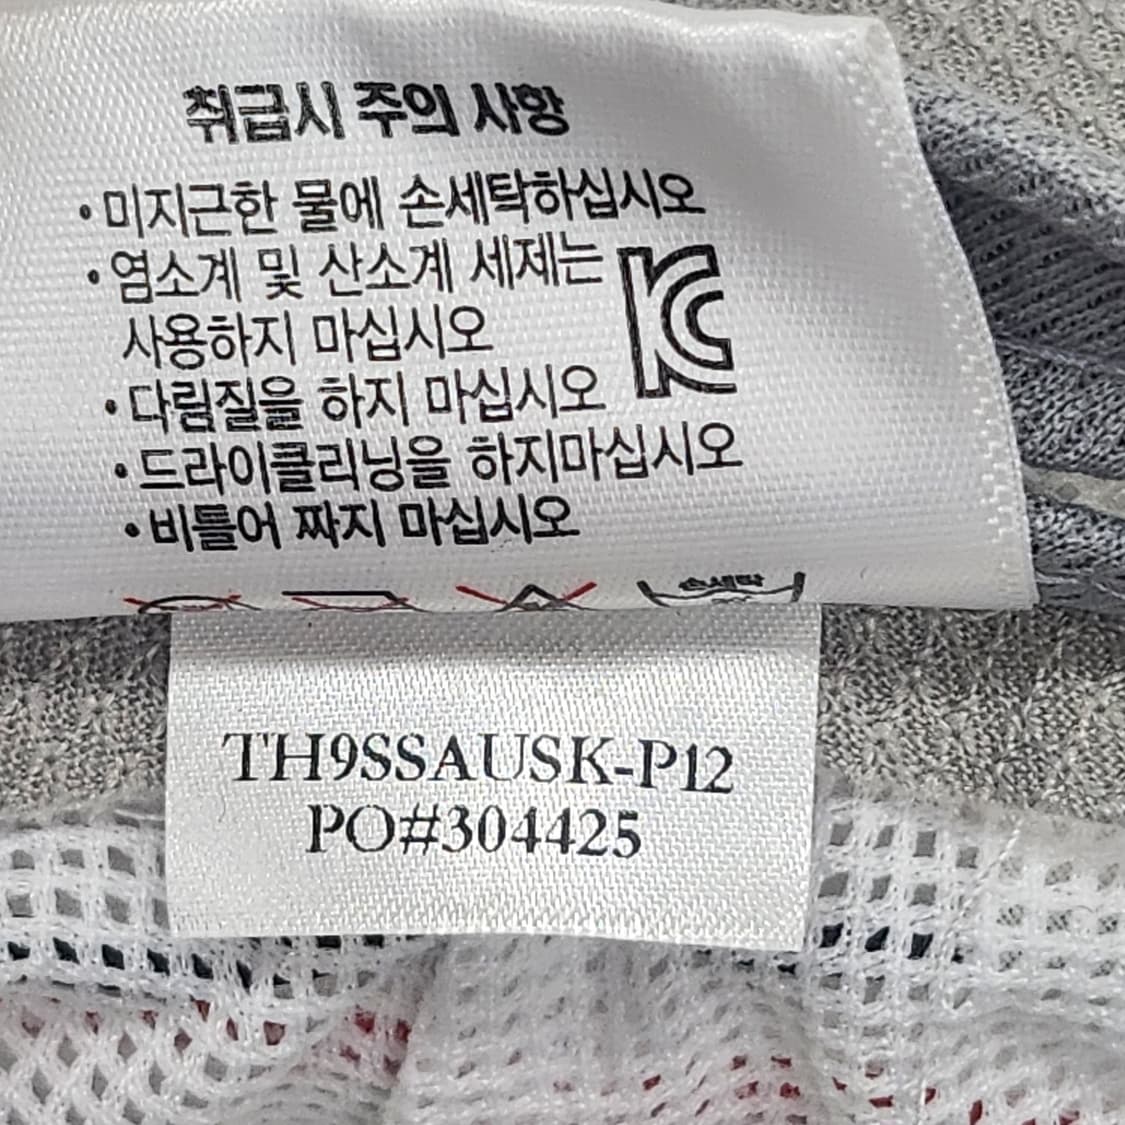 취급시 주의 사항
• 미지근한 물에 손세탁하십시오
• 염소계 및 산소계 세제는
사용하지 마십시오
• 다림질을 하지 마십시오
• 드라이클리닝을 하지마십시오
• 비틀어 짜지 마십시오
손세탁
TH9SSAUSK-P12
PO#304425